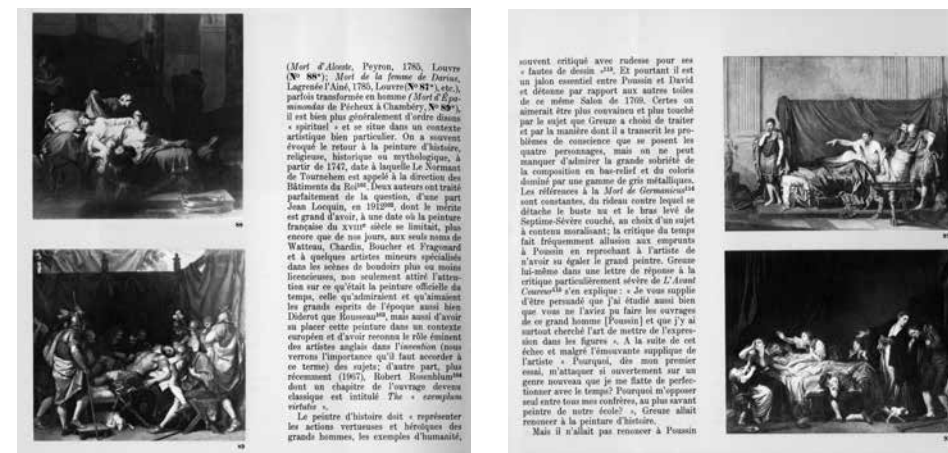 (Mort d'Alceste, Peyron, 1785, Louvre
(Nº 88*); Mort de la femme de Darius,
Lagrenée l'Aîné, 1785, Louvre (Nº 87*), etc.),
parfois transformée en homme (Mort d'Épa-
minondas de Pécheux à Chambéry, Nº 89*),
il est bien plus généralement d'ordre disons
« spirituel » et se situe dans un contexte
artistique bien particulier. On a souvent
évoqué le retour à la peinture d'histoire,
religieuse, historique ou mythologique, à
partir de 1747, date à laquelle Le Normant
de Tournehem est appelé à la direction des
Bâtiments du Roi. Deux auteurs ont traité
parfaitement de la question, d'une part
Jean Locquin, en 1912, dont le mérite
est grand d'avoir, à une date où la peinture
française du XVIIIe siècle se limitait, plus
encore que de nos jours, aux seuls noms de
Watteau, Chardin, Boucher et Fragonard
et à quelques artistes mineurs spécialisés
dans les scènes de boudoirs plus ou moins
licencieuses, non seulement attiré l'atten-
tion sur ce qu'était la peinture officielle du
temps, celle qu'admiraient et qu'aimaient
les grands esprits de l'époque aussi bien
Diderot que Rousseau, mais aussi d'avoir
su placer cette peinture dans un contexte
européen et d'avoir reconnu le rôle éminent
des artistes anglais dans l'invention (nous
verrons l'importance qu'il faut accorder à
ce terme) des sujets; d'autre part, plus
récemment (1967), Robert Rosenblum
dont un chapitre de l'ouvrage devenu
classique est intitulé The « exemplum
virtutis ».
Le peintre d'histoire doit « représenter
les actions vertueuses et héroïques des
grands hommes, les exemples d'humanité,
souvent critiqué avec rudesse pour ses
« fautes de dessin ». Et pourtant il est
un jalon essentiel entre Poussin et David
et détonne par rapport aux autres toiles
de ce même Salon de 1769. Certes on
aimerait être plus convaincu et plus touché
par le sujet que Greuze a choisi de traiter
et par la manière dont il a transcrit les pro-
blèmes de conscience que se posent les
quatre personnages, mais on ne peut
manquer d'admirer la grande sobriété de
la composition en bas-relief et du coloris
dominé par une gamme de gris métalliques.
Les références à la Mort de Germanicus
sont constantes, du rideau contre lequel se
détache le buste nu et le bras levé de
Septime-Sévère couché, au choix d'un sujet
à contenu moralisant; la critique du temps
fait fréquemment allusion aux emprunts
à Poussin en reprochant à l'artiste de
n'avoir su égaler le grand peintre. Greuze
lui-même dans une lettre de réponse à la
critique particulièrement sévère de L'Avant
Coureur s'en explique : « Je vous supplie
d'être persuadé que j'ai étudié aussi bien
que vous ne l'aviez pu faire les ouvrages
de ce grand homme [Poussin] et que j'y ai
surtout cherché l'art de mettre de l'expres-
sion dans les figures ». A la suite de cet
échec et malgré l'émouvante supplique de
l'artiste « Pourquoi, dès mon premier
essai, m'attaquer si ouvertement sur un
genre nouveau que je me flatte de perfec-
tionner avec le temps? Pourquoi m'opposer
seul entre tous mes confrères, au plus savant
peintre de notre école? », Greuze allait
renoncer à la peinture d'histoire.
Mais il n'allait pas renoncer à Poussin